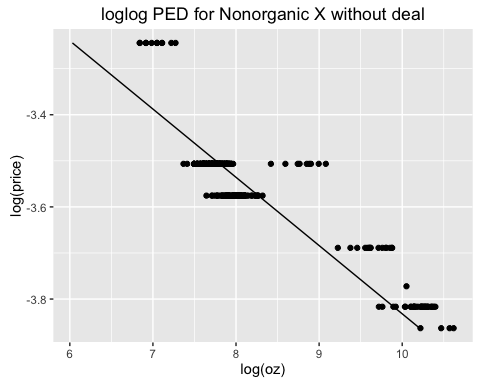 loglog PED for Nonorganic X without deal
-3.4
-3.6
-3.8
log(price)
6 7 8 9 10
log(oz)